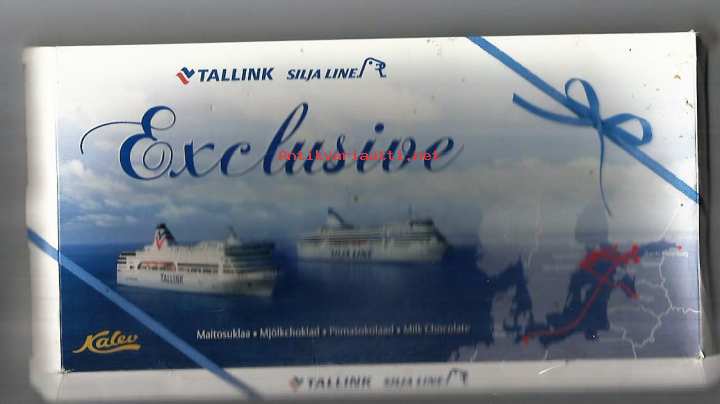 TALLINK SILJA LINE
Exclusive
Antikvariaatti.net
SILJA LINE
TALLINK
Maitosuklaa • Mjölkchoklad • Piimašokolaad • Milk Chocolate
Kalev
TALLINK SILJA LINE